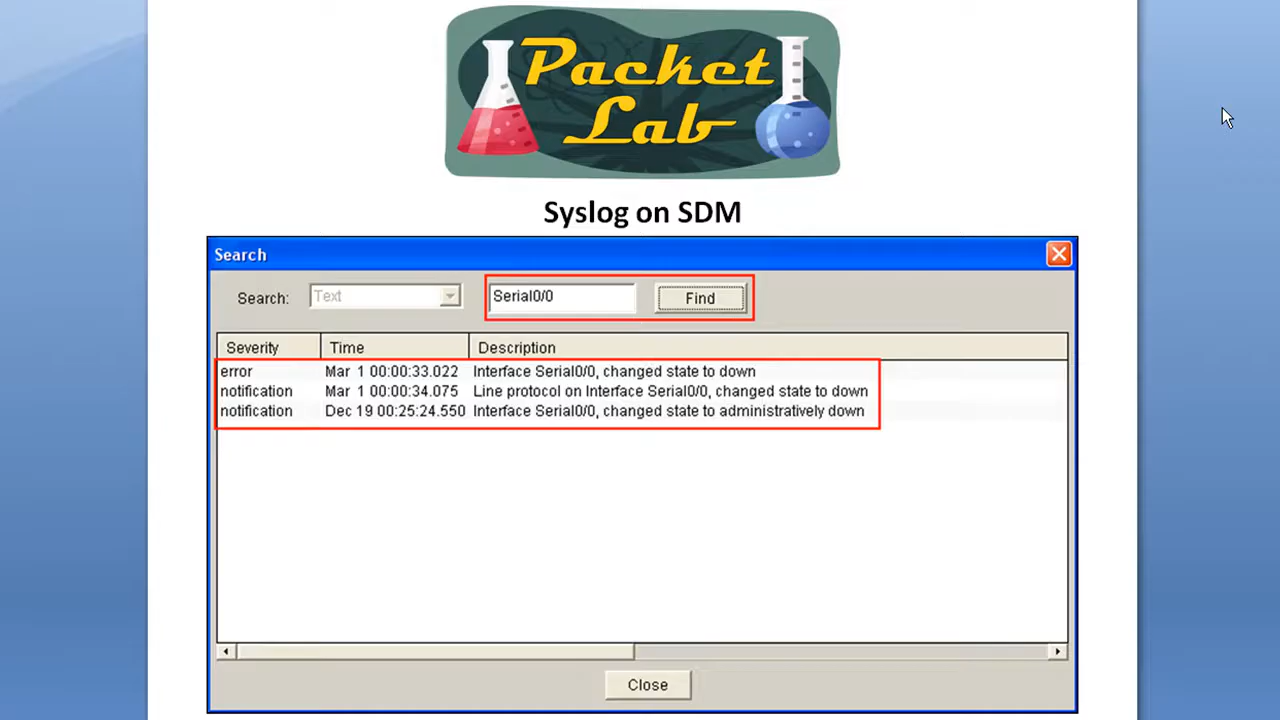 Packet
Lab
Syslog on SDM
Search
Search: Text Serial0/0 Find
Severity Time Description
error Mar 1 00:00:33.022 Interface Serial0/0, changed state to down
notification Mar 1 00:00:34.075 Line protocol on Interface Serial0/0, changed state to down
notification Dec 19 00:25:24.550 Interface Serial0/0, changed state to administratively down
Close